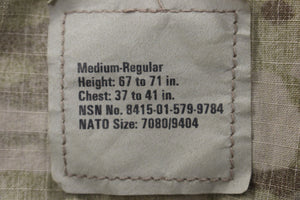 Medium-Regular
Height: 67 to 71 in.
Chest: 37 to 41 in.
NSN No. 8415-01-579-9784
NATO Size: 7080/9404